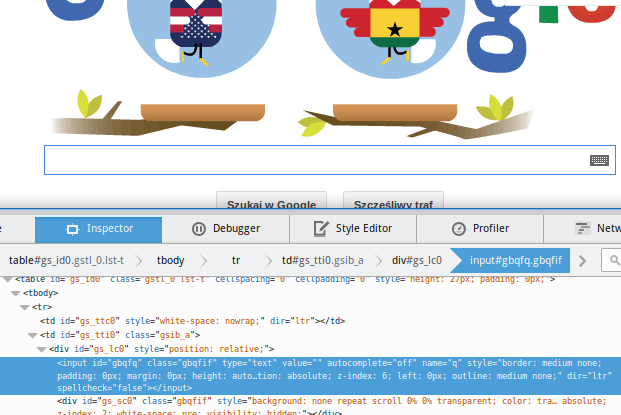 Szukaj w Google Szczęśliwy traf
Inspector Debugger Style Editor Profiler
table#gs_id0.gstl_0.lst-t tbody tr td#gs_tti0.gsib_a div#gs_lc0 input#gbqfq.gbqfif
<table id="gs_id0" class="gstl_0 lst-t" cellspacing="0" cellpadding="0" style="height: 27px; padding: 0px;">
<tbody>
<tr>
<td id="gs_ttc0" style="white-space: nowrap;" dir="ltr"></td>
<td id="gs_tti0" class="gsib_a">
<div id="gs_lc0" style="position: relative;">
<input id="gbqfq" class="gbqfif" type="text" value="" autocomplete="off" name="q" style="border: medium none;
padding: 0px; margin: 0px; height: auto…tion: absolute; z-index: 6; left: 0px; outline: medium none;" dir="ltr"
spellcheck="false"></input>
<div id="gs_sc0" class="gbqfif" style="background: none repeat scroll 0% 0% transparent; color: tra… absolute;
z-index: 2; white-space: pre; visibility: hidden;"></div>